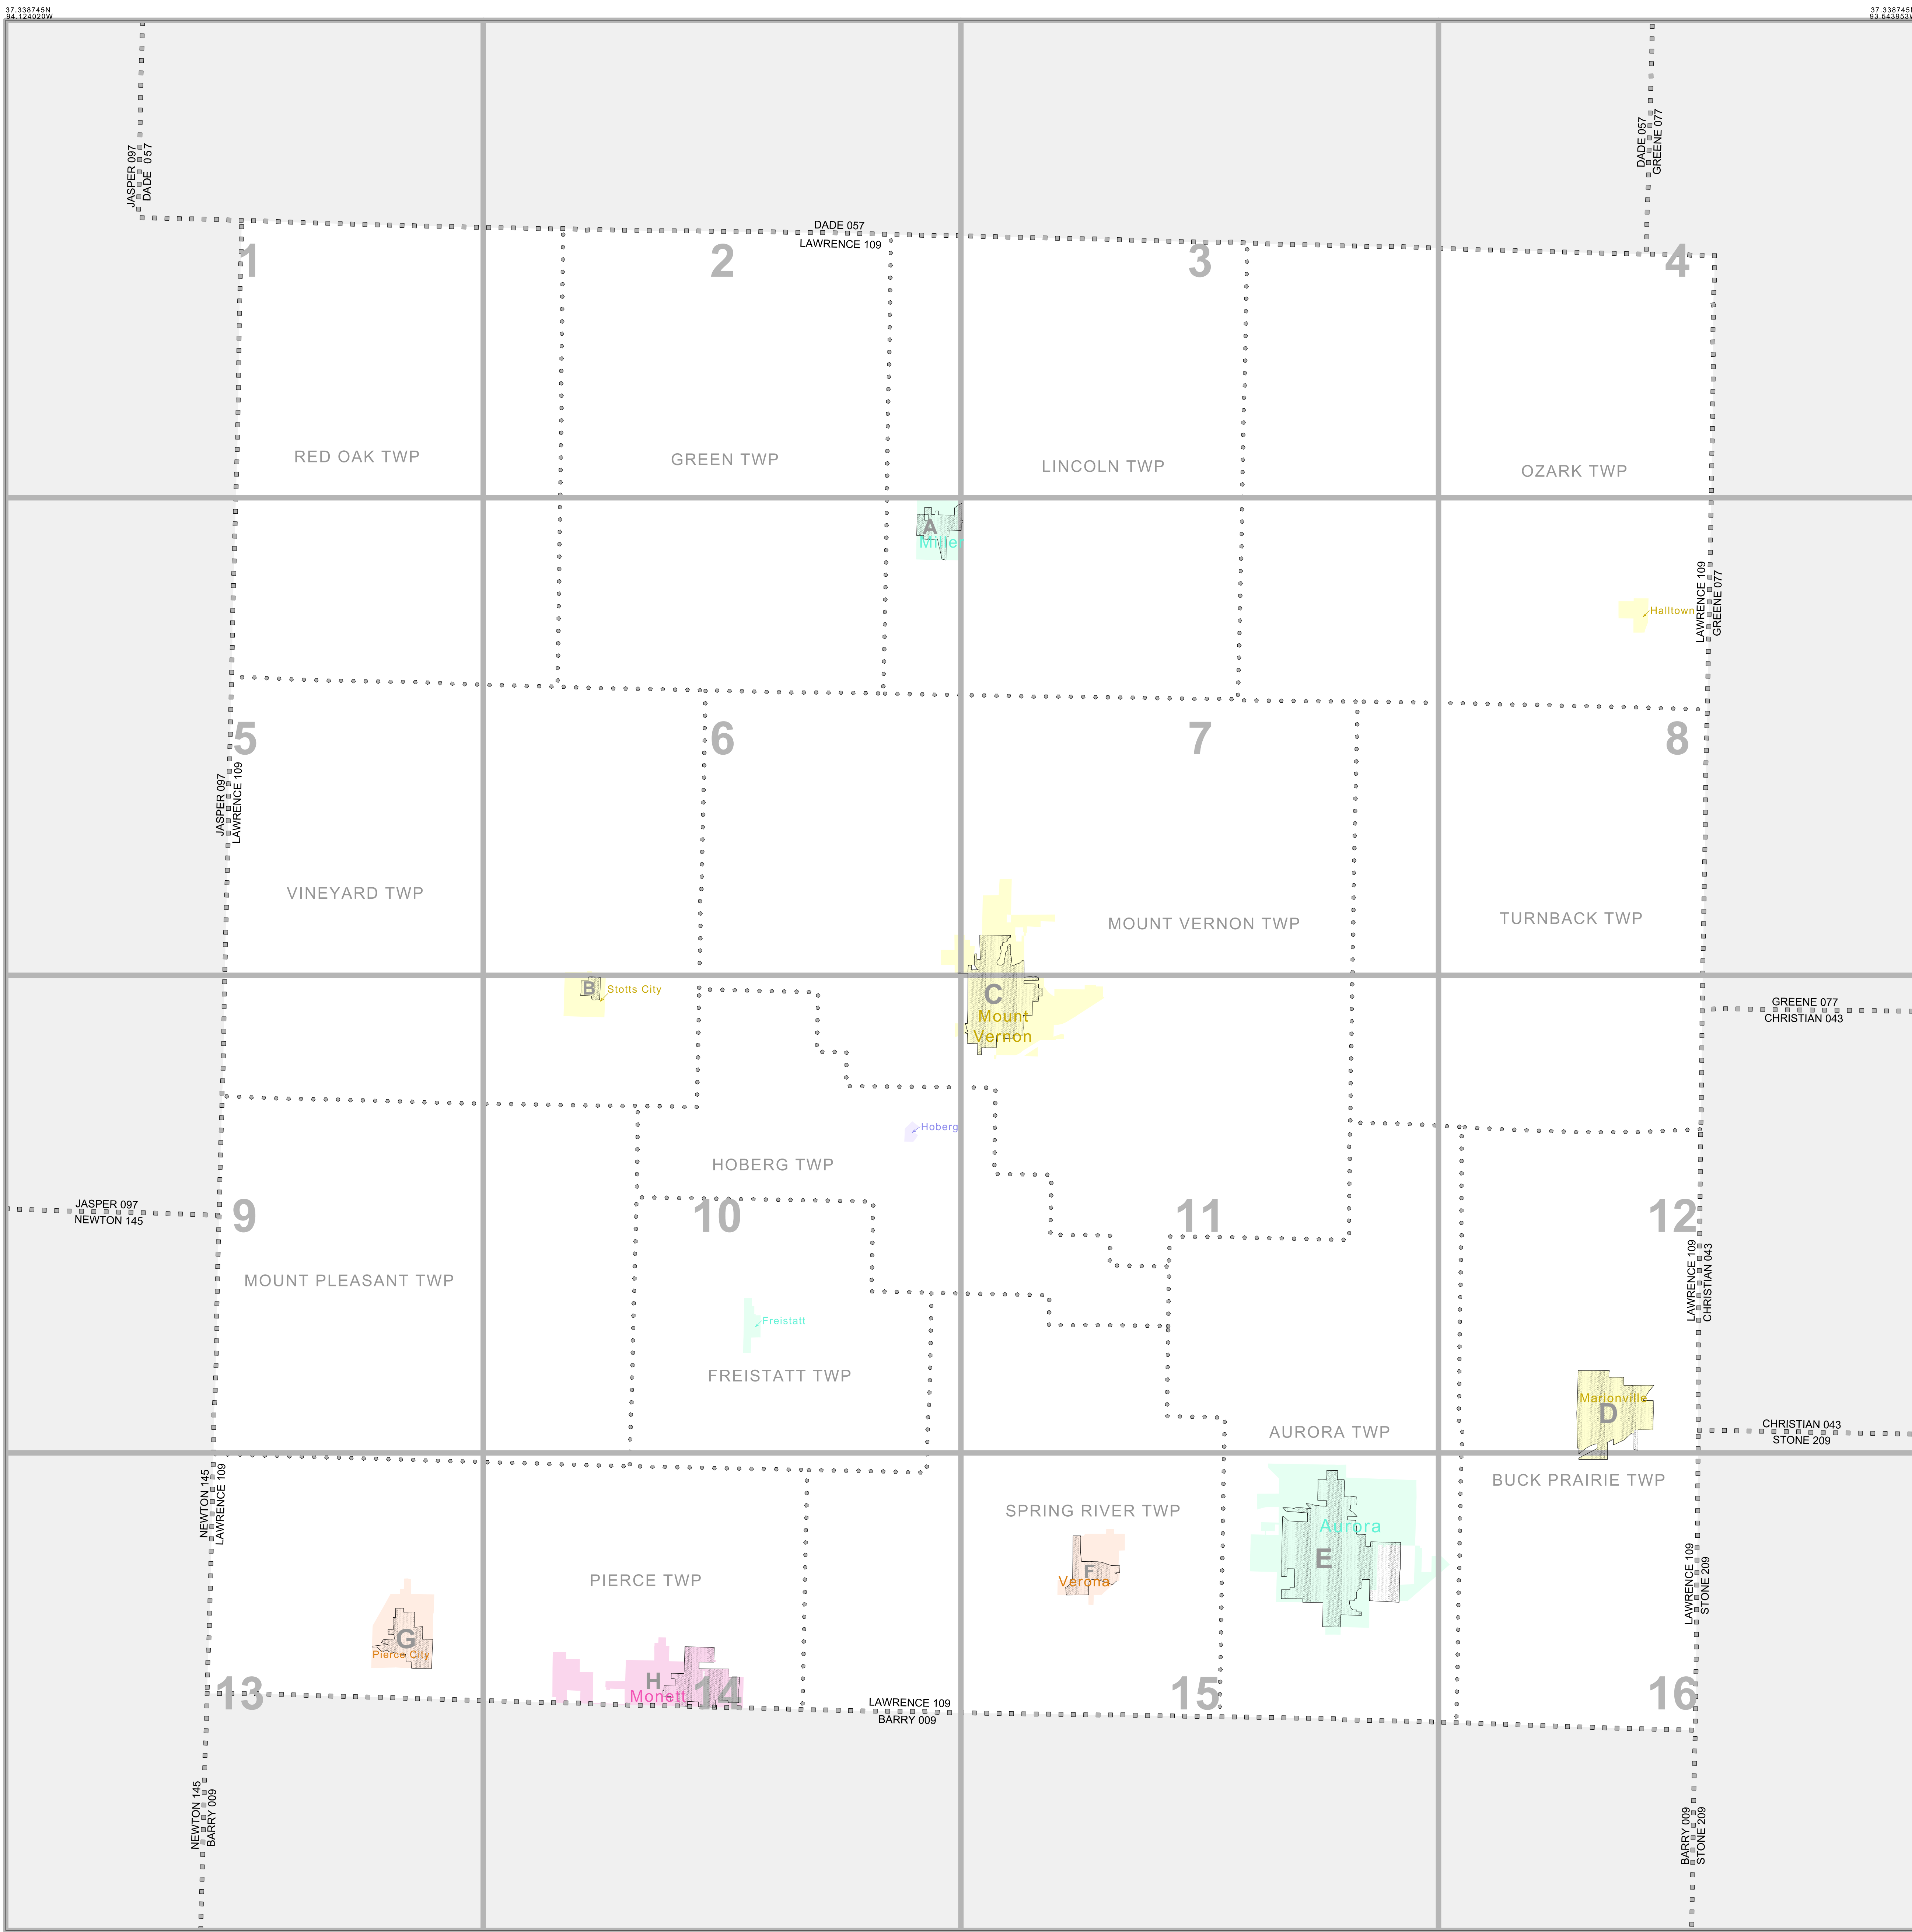 37.338745N
94.124020W
37.338745N
93.543953W
JASPER 097
DADE 057
DADE 057
GREENE 077
DADE 057
LAWRENCE 109
1
2
3
4
RED OAK TWP
GREEN TWP
LINCOLN TWP
OZARK TWP
A
Miller
Halltown
LAWRENCE 109
GREENE 077
5
6
7
8
JASPER 097
LAWRENCE 109
VINEYARD TWP
MOUNT VERNON TWP
TURNBACK TWP
B
Stotts City
C
Mount
Vernon
GREENE 077
CHRISTIAN 043
Hoberg
HOBERG TWP
JASPER 097
NEWTON 145
9
10
11
12
LAWRENCE 109
CHRISTIAN 043
MOUNT PLEASANT TWP
Freistatt
FREISTATT TWP
Marionville
D
AURORA TWP
CHRISTIAN 043
STONE 209
BUCK PRAIRIE TWP
NEWTON 145
LAWRENCE 109
SPRING RIVER TWP
Aurora
E
F
Verona
PIERCE TWP
LAWRENCE 109
STONE 209
G
Pierce City
H
Monett
13
14
15
16
LAWRENCE 109
BARRY 009
NEWTON 145
BARRY 009
BARRY 009
STONE 209